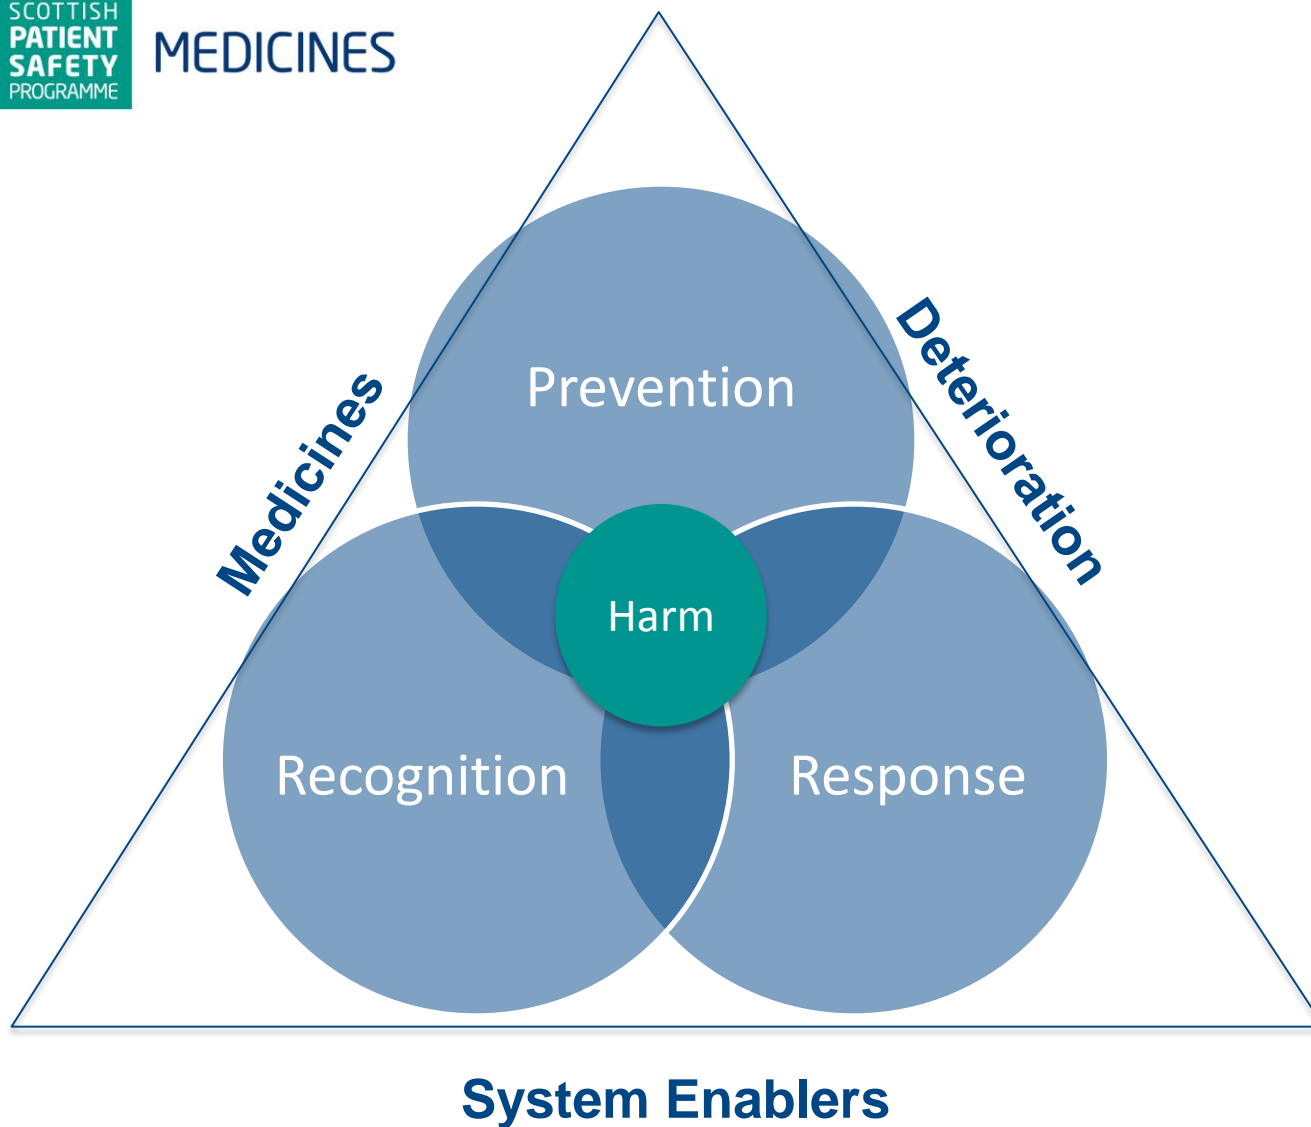 SCOTTISH
PATIENT
SAFETY
PROGRAMME
MEDICINES
Prevention
Medicines
Deterioration
Harm
Recognition
Response
System Enablers